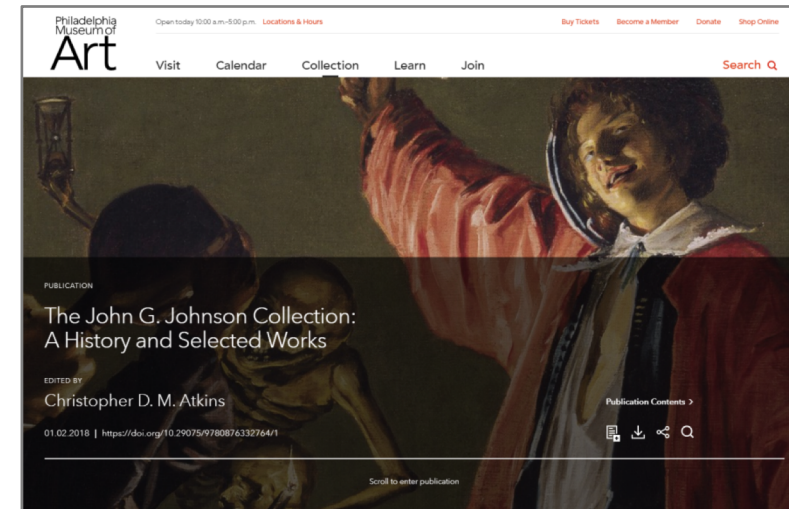 Philadelphia
Museum of
Art
Open today 10:00 a.m.–5:00 p.m. Locations & Hours
Buy Tickets Become a Member Donate Shop Online
Visit Calendar Collection Learn Join
Search
PUBLICATION
The John G. Johnson Collection:
A History and Selected Works
EDITED BY
Christopher D. M. Atkins
Publication Contents >
01.02.2018 | https://doi.org/10.29075/9780876332764/1
Scroll to enter publication